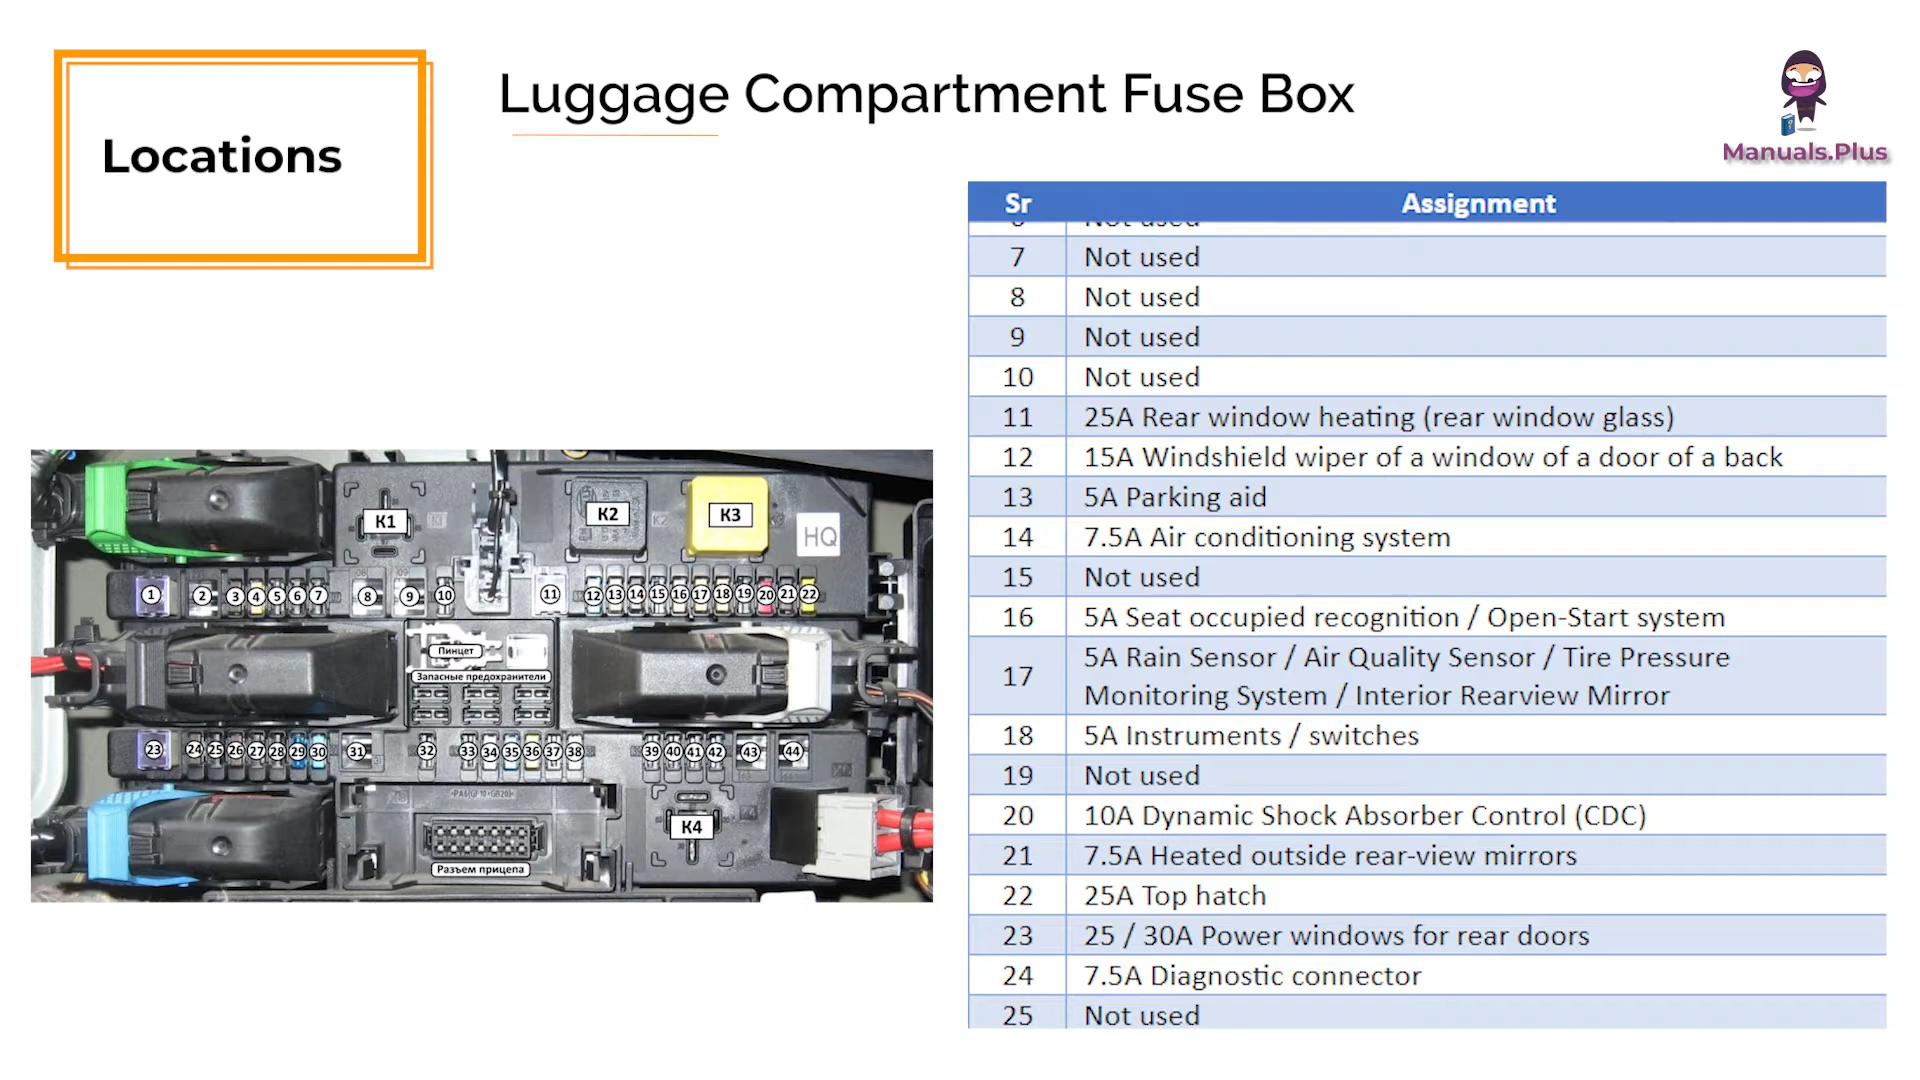 Locations
Luggage Compartment Fuse Box
Manuals.Plus
Sr Assignment
Not used
7 Not used
8 Not used
9 Not used
10 Not used
11 25A Rear window heating (rear window glass)
12 15A Windshield wiper of a window of a door of a back
13 5A Parking aid
14 7.5A Air conditioning system
15 Not used
16 5A Seat occupied recognition / Open-Start system
17 5A Rain Sensor / Air Quality Sensor / Tire Pressure
Monitoring System / Interior Rearview Mirror
18 5A Instruments / switches
19 Not used
20 10A Dynamic Shock Absorber Control (CDC)
21 7.5A Heated outside rear-view mirrors
22 25A Top hatch
23 25 / 30A Power windows for rear doors
24 7.5A Diagnostic connector
25 Not used
K1 K2 K3
HQ
1 2 3 4 5 6 7 8 9 10 11 12 13 14 15 16 17 18 19 20 21 22
Пинцет
Запасные предохранители
23 24 25 26 27 28 29 30 31 32 33 34 35 36 37 38 39 40 41 42 43 44
K4
Разъем прицепа